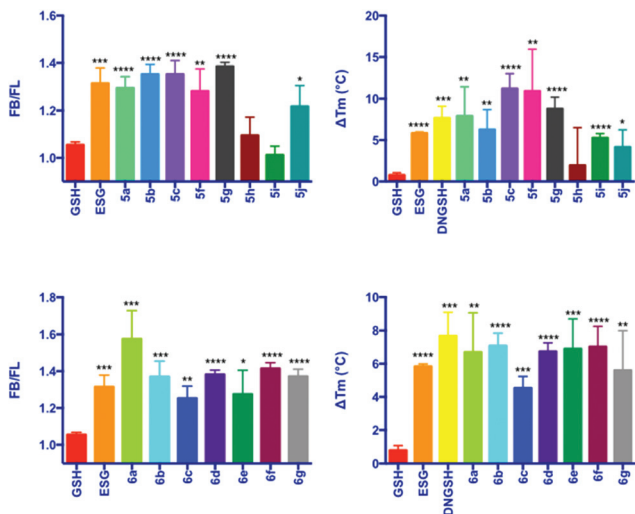 FB/FL
1.6
1.4
1.2
1.0
*** **** **** **** ** **** *
GSH ESG 5a 5b 5c 5f 5g 5h 5i 5j
ΔTm (°C)
20
15
10
5
0
**** *** ** ** **** ** **** **** *
GSH ESG DNGSH 5a 5b 5c 5f 5g 5h 5i 5j
FB/FL
1.8
1.6
1.4
1.2
1.0
*** *** *** ** **** * **** ****
GSH ESG 6a 6b 6c 6d 6e 6f 6g
ΔTm (°C)
10
8
6
4
2
0
**** *** ** **** *** **** *** **** **
GSH ESG DNGSH 6a 6b 6c 6d 6e 6f 6g